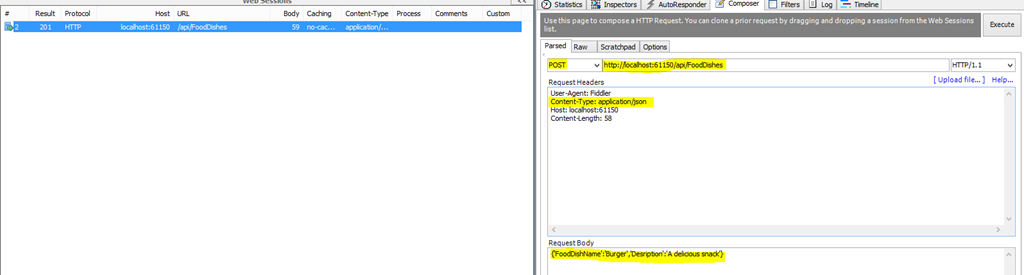 Web Sessions <<
# Result Protocol Host URL Body Caching Content-Type Process Comments Custom
2 201 HTTP localhost:61150 /api/FoodDishes 59 no-cac... application/...
Statistics Inspectors AutoResponder Composer Filters Log Timeline
Use this page to compose a HTTP Request. You can clone a prior request by dragging and dropping a session from the Web Sessions
list.
Execute
Parsed Raw Scratchpad Options
POST http://localhost:61150/api/FoodDishes HTTP/1.1
Request Headers [ Upload file... ] Help...
User-Agent: Fiddler
Content-Type: application/json
Host: localhost:61150
Content-Length: 58
Request Body
{'FoodDishName':'Burger','Desription':'A delicious snack'}